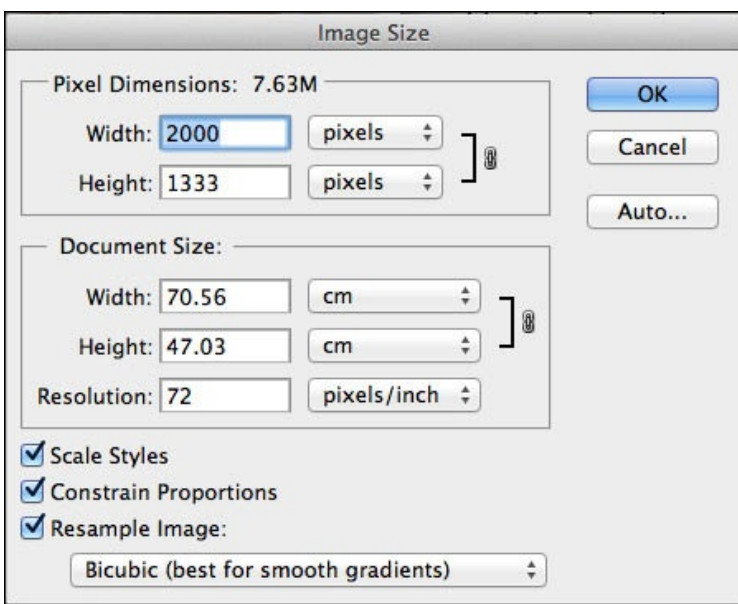 Image Size
Pixel Dimensions: 7.63M
Width: 2000 pixels
Height: 1333 pixels
OK
Cancel
Auto...
Document Size:
Width: 70.56 cm
Height: 47.03 cm
Resolution: 72 pixels/inch
Scale Styles
Constrain Proportions
Resample Image:
Bicubic (best for smooth gradients)